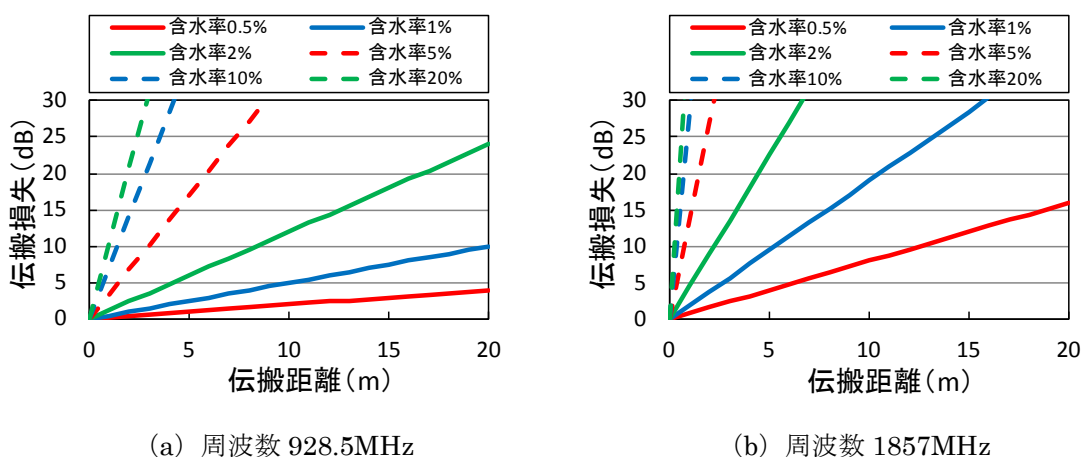 含水率0.5% 含水率1%
含水率2% 含水率5%
含水率10% 含水率20%
30
25
20
15
10
5
0
伝搬損失(dB)
0 5 10 15 20
伝搬距離(m)
(a) 周波数 928.5MHz
含水率0.5% 含水率1%
含水率2% 含水率5%
含水率10% 含水率20%
30
25
20
15
10
5
0
伝搬損失(dB)
0 5 10 15 20
伝搬距離(m)
(b) 周波数 1857MHz